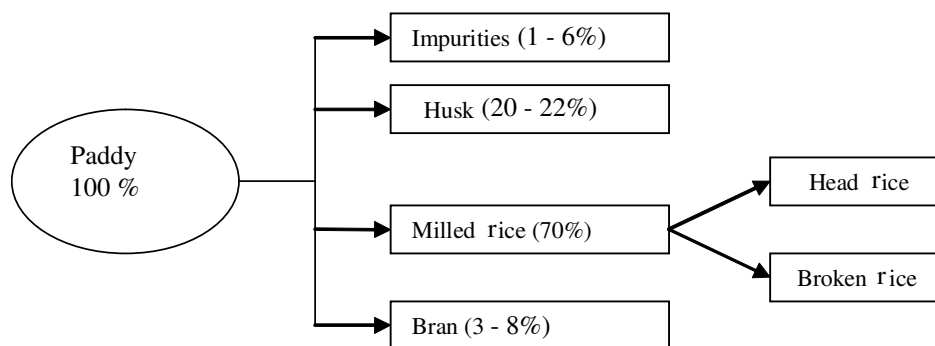 Impurities (1 - 6%)
Husk (20 - 22%)
Paddy
100 %
Milled rice (70%)
Bran (3 - 8%)
Head rice
Broken rice